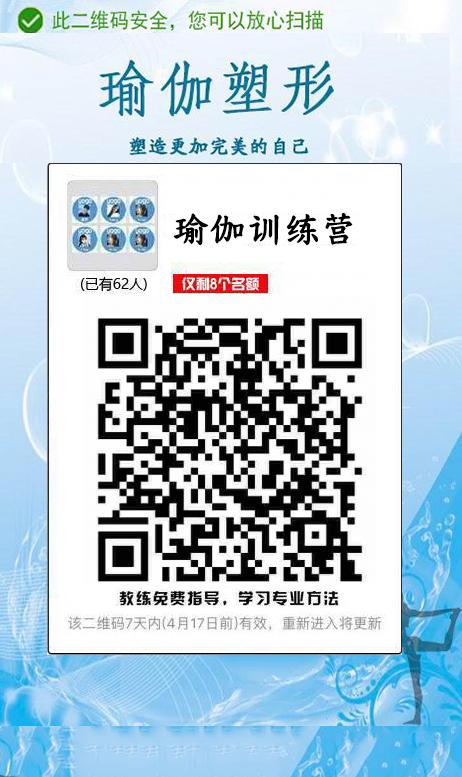 此二维码安全，您可以放心扫描
瑜伽塑形
塑造更加完美的自己
瑜伽训练营
(已有62人)
仅剩8个名额
教练免费指导，学习专业方法
该二维码7天内(4月17日前)有效，重新进入将更新